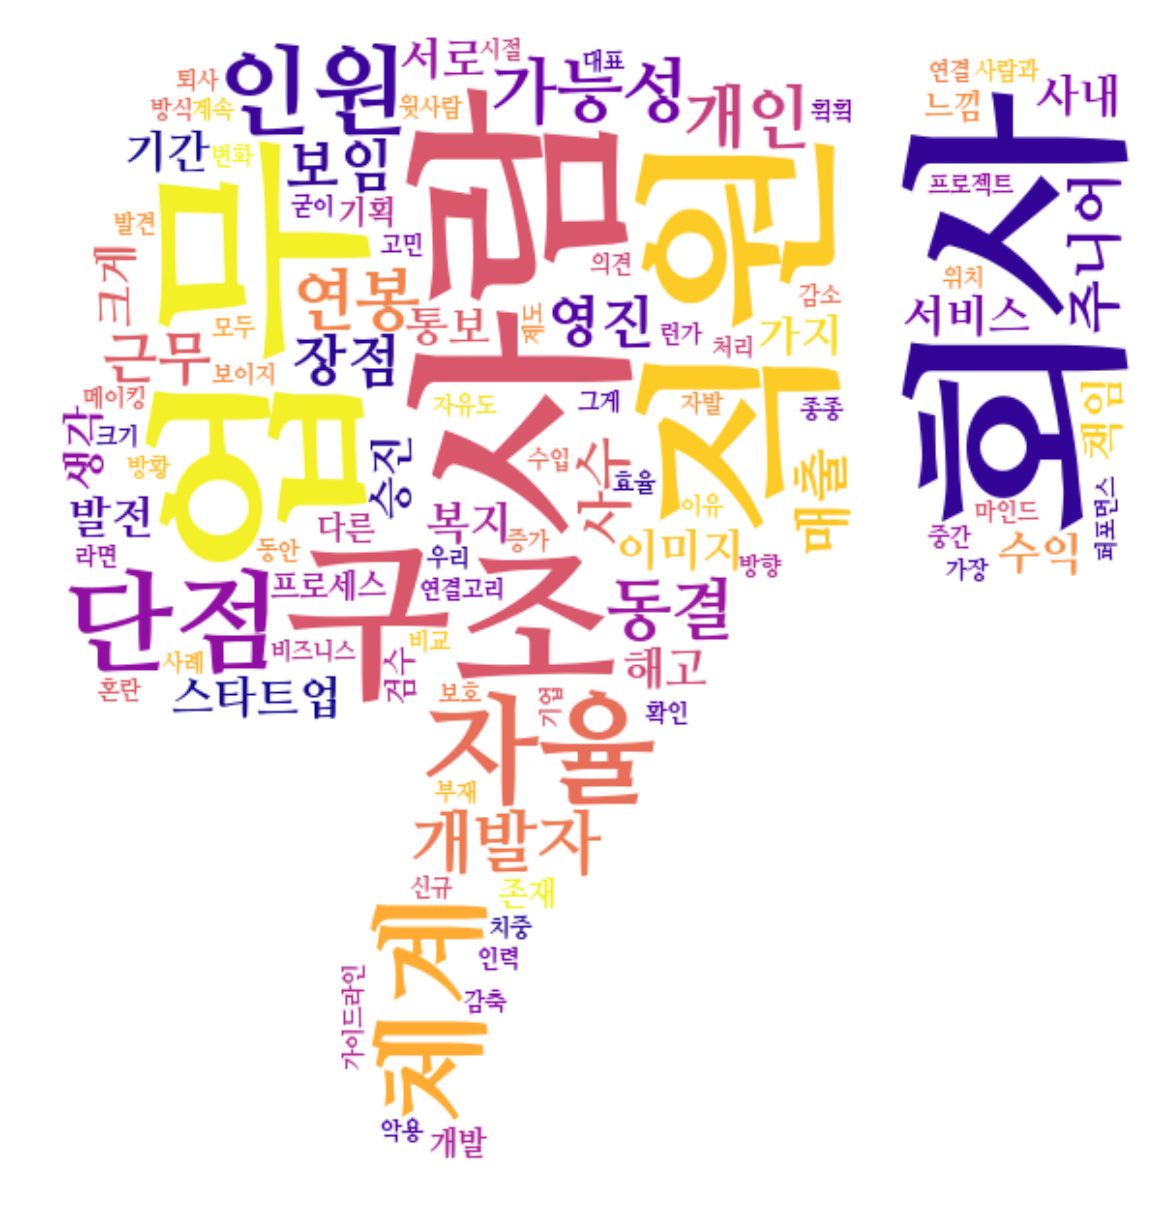 인원
서로
시절
가능성
대표
퇴사
방식
계속
윗사람
개인
휙휙
기간
변화
보임
굳이
기획
고민
발견
크게
업무
사람
직원
의견
감소
연봉
통보
제도
영진
런가
처리
가지
근무
모두
보이지
장점
메이킹
생각
크기
방황
승진
자유도
그게
자발
종종
수입
사수
효율
이유
매출
발전
라면
동안
다른
복지
우리
증가
이미지
방향
단점
프로세스
구조
연결고리
동결
사례
비즈니스
검수
비교
해고
혼란
스타트업
보호
기업
확인
자율
부재
개발자
신규
존재
체계
치중
인력
감축
가이드라인
악용
개발
연결
사람과
느낌
사내
회사
프로젝트
주니어
위치
서비스
책임
마인드
중간
수익
가장
퍼포먼스